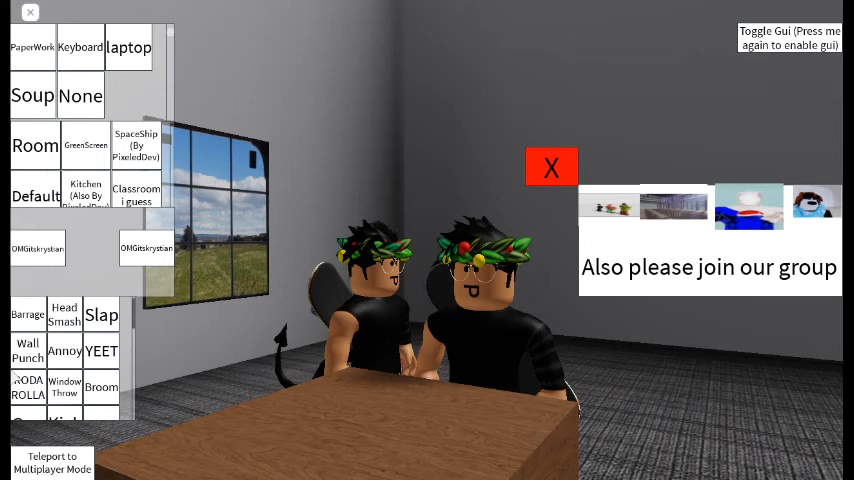 ×
PaperWork
Keyboard
laptop
Toggle Gui (Press me
again to enable gui)
Soup
None
Room
GreenScreen
SpaceShip
(By
PixeledDev)
Default
Kitchen
(Also By
PixeledDev)
Classroom
i guess
X
OMGitskrystian
OMGitskrystian
Also please join our group
Barrage
Head
Smash
Slap
Wall
Punch
Annoy
YEET
RODA
ROLLA
Window
Throw
Broom
Teleport to
Multiplayer Mode